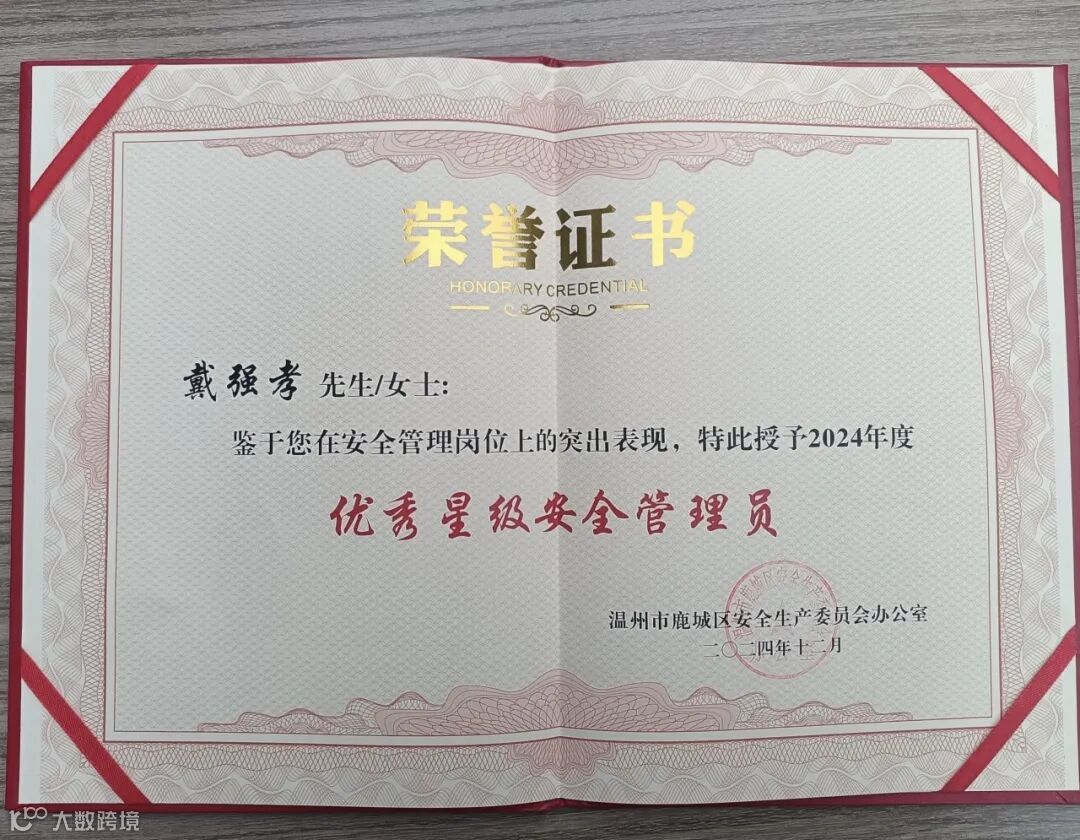 荣誉证书
HONORARY CREDENTIAL
戴强孝 先生/女士:
鉴于您在安全管理岗位上的突出表现，特此授予2024年度
优秀星级安全管理员
温州市鹿城区安全生产委员会办公室
二〇二四年十二月
大数跨境